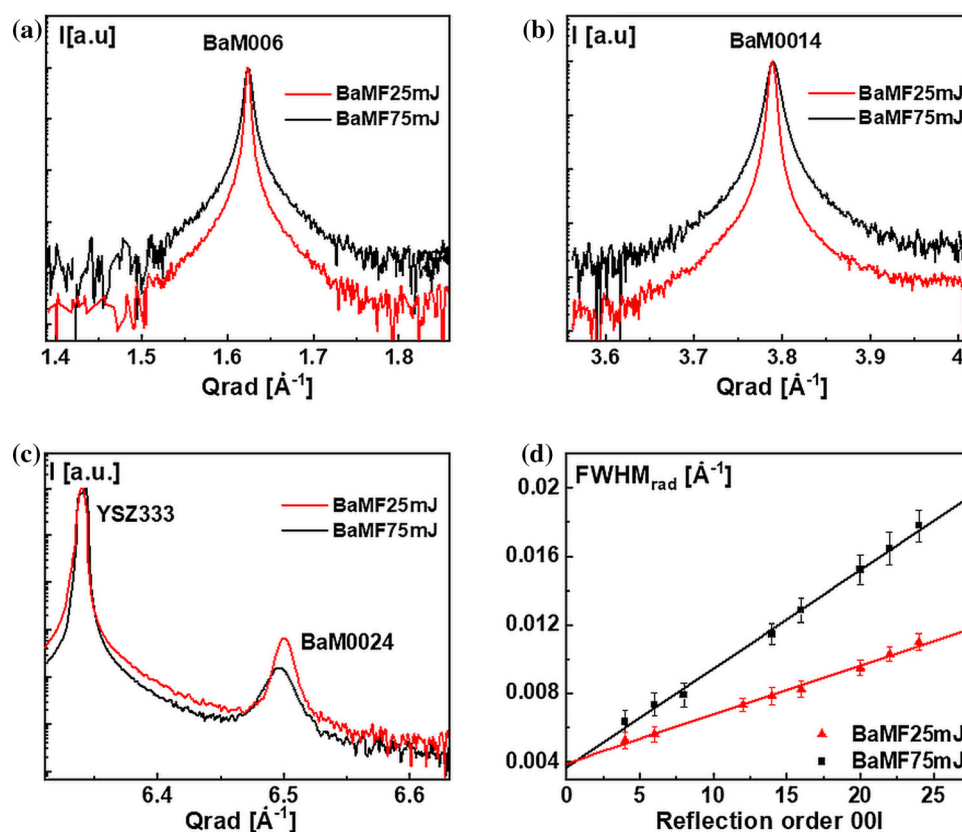 (a)
I[a.u]
BaM006
BaMF25mJ
BaMF75mJ
1.4 1.5 1.6 1.7 1.8
Qrad [Å⁻¹]
(b)
I [a.u]
BaM0014
BaMF25mJ
BaMF75mJ
3.6 3.7 3.8 3.9 4
Qrad [Å⁻¹]
(c)
I [a.u.]
YSZ333
BaMF25mJ
BaMF75mJ
BaM0024
6.4 6.5 6.6
Qrad [Å⁻¹]
(d)
FWHMrad [Å⁻¹]
0.02
0.016
0.012
0.008
0.004
BaMF25mJ
BaMF75mJ
0 5 10 15 20 25
Reflection order 00l